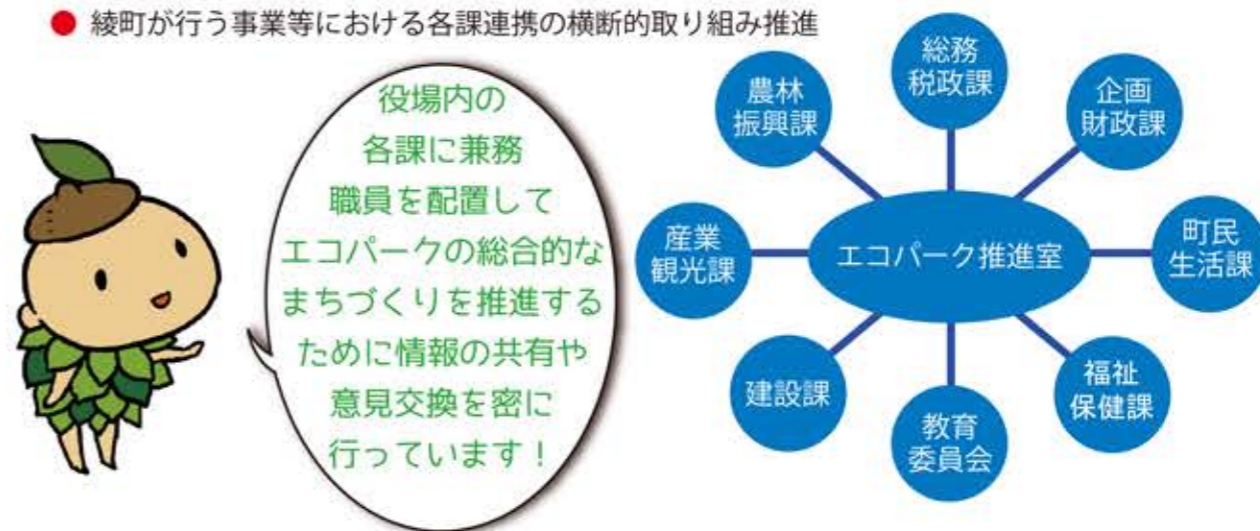 ● 綾町が行う事業等における各課連携の横断的取り組み推進
役場内の
各課に兼務
職員を配置して
エコパークの総合的な
まちづくりを推進する
ために情報の共有や
意見交換を密に
行っています！
総務
税政課
企画
財政課
町民
生活課
福祉
保健課
教育
委員会
建設課
産業
観光課
農林
振興課
エコパーク推進室